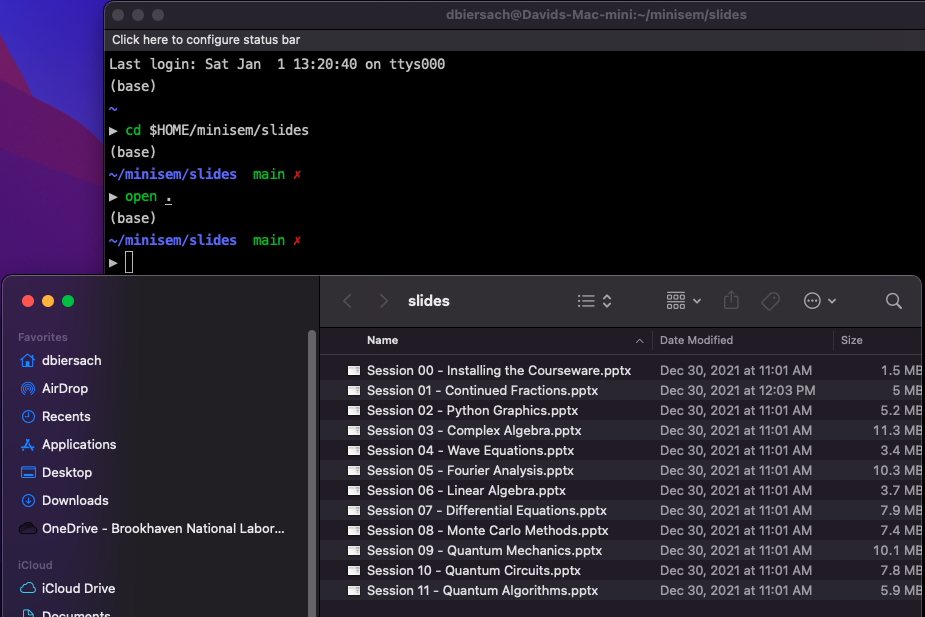 dbiersach@Davids-Mac-mini:~/minisem/slides
Click here to configure status bar
Last login: Sat Jan  1 13:20:40 on ttys000
(base)
~
▶ cd $HOME/minisem/slides
(base)
~/minisem/slides  main ✗
▶ open .
(base)
~/minisem/slides  main ✗
▶
slides
Favorites
dbiersach
AirDrop
Recents
Applications
Desktop
Downloads
OneDrive - Brookhaven National Labor...
iCloud
iCloud Drive
Documents
Name Date Modified Size
Session 00 - Installing the Courseware.pptx Dec 30, 2021 at 11:01 AM 1.5 MB
Session 01 - Continued Fractions.pptx Dec 30, 2021 at 12:03 PM 5 MB
Session 02 - Python Graphics.pptx Dec 30, 2021 at 11:01 AM 5.2 MB
Session 03 - Complex Algebra.pptx Dec 30, 2021 at 11:01 AM 11.3 MB
Session 04 - Wave Equations.pptx Dec 30, 2021 at 11:01 AM 3.4 MB
Session 05 - Fourier Analysis.pptx Dec 30, 2021 at 11:01 AM 10.3 MB
Session 06 - Linear Algebra.pptx Dec 30, 2021 at 11:01 AM 3.7 MB
Session 07 - Differential Equations.pptx Dec 30, 2021 at 11:01 AM 7.9 MB
Session 08 - Monte Carlo Methods.pptx Dec 30, 2021 at 11:01 AM 7.4 MB
Session 09 - Quantum Mechanics.pptx Dec 30, 2021 at 11:01 AM 10.1 MB
Session 10 - Quantum Circuits.pptx Dec 30, 2021 at 11:01 AM 7.8 MB
Session 11 - Quantum Algorithms.pptx Dec 30, 2021 at 11:01 AM 5.9 MB